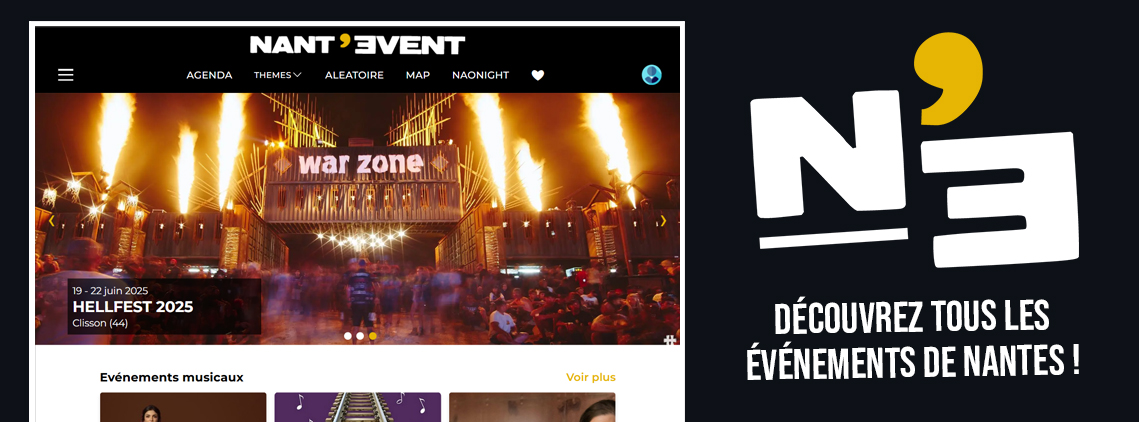 NANT'EVENT
AGENDA THEMES ALEATOIRE MAP NAONIGHT
war zone
19 - 22 juin 2025
HELLFEST 2025
Clisson (44)
Evénements musicaux Voir plus
N'E
DÉCOUVREZ TOUS LES
ÉVÉNEMENTS DE NANTES !